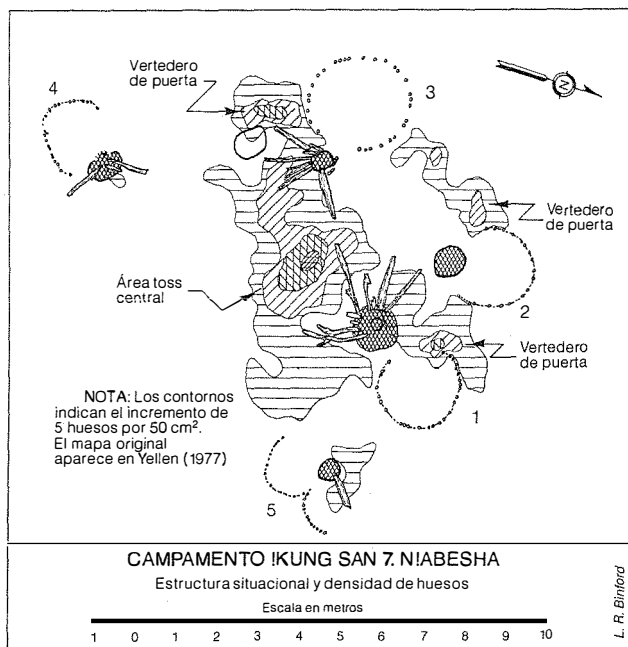 4
Vertedero
de puerta
3
N
Vertedero
de puerta
Área toss
central
2
Vertedero
de puerta
NOTA: Los contornos
indican el incremento de
5 huesos por 50 cm².
El mapa original
aparece en Yellen (1977)
1
5
CAMPAMENTO !KUNG SAN 7. N!ABESHA
Estructura situacional y densidad de huesos
Escala en metros
1 0 1 2 3 4 5 6 7 8 9 10
L. R. Binford